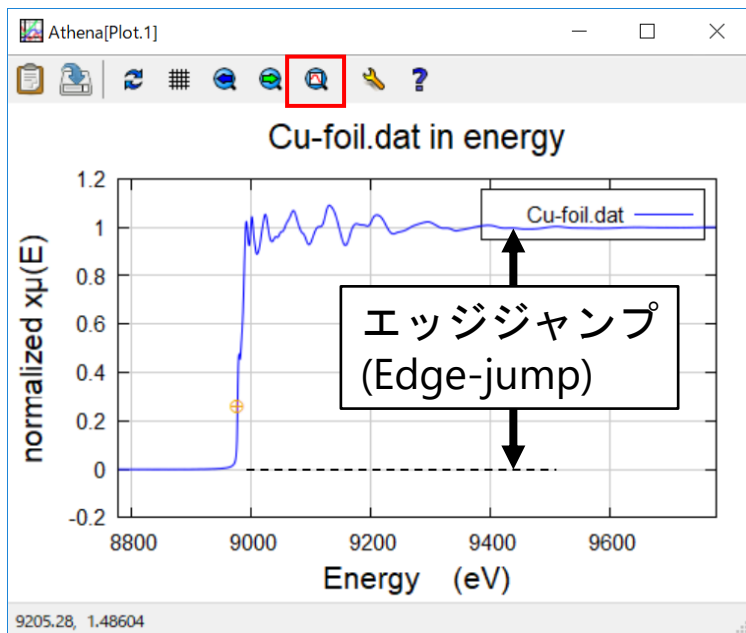 Athena[Plot.1]
Cu-foil.dat in energy
1.2
1
0.8
0.6
0.4
0.2
0
-0.2
normalized xμ(E)
Cu-foil.dat
エッジジャンプ
(Edge-jump)
8800 9000 9200 9400 9600
Energy (eV)
9205.28, 1.48604